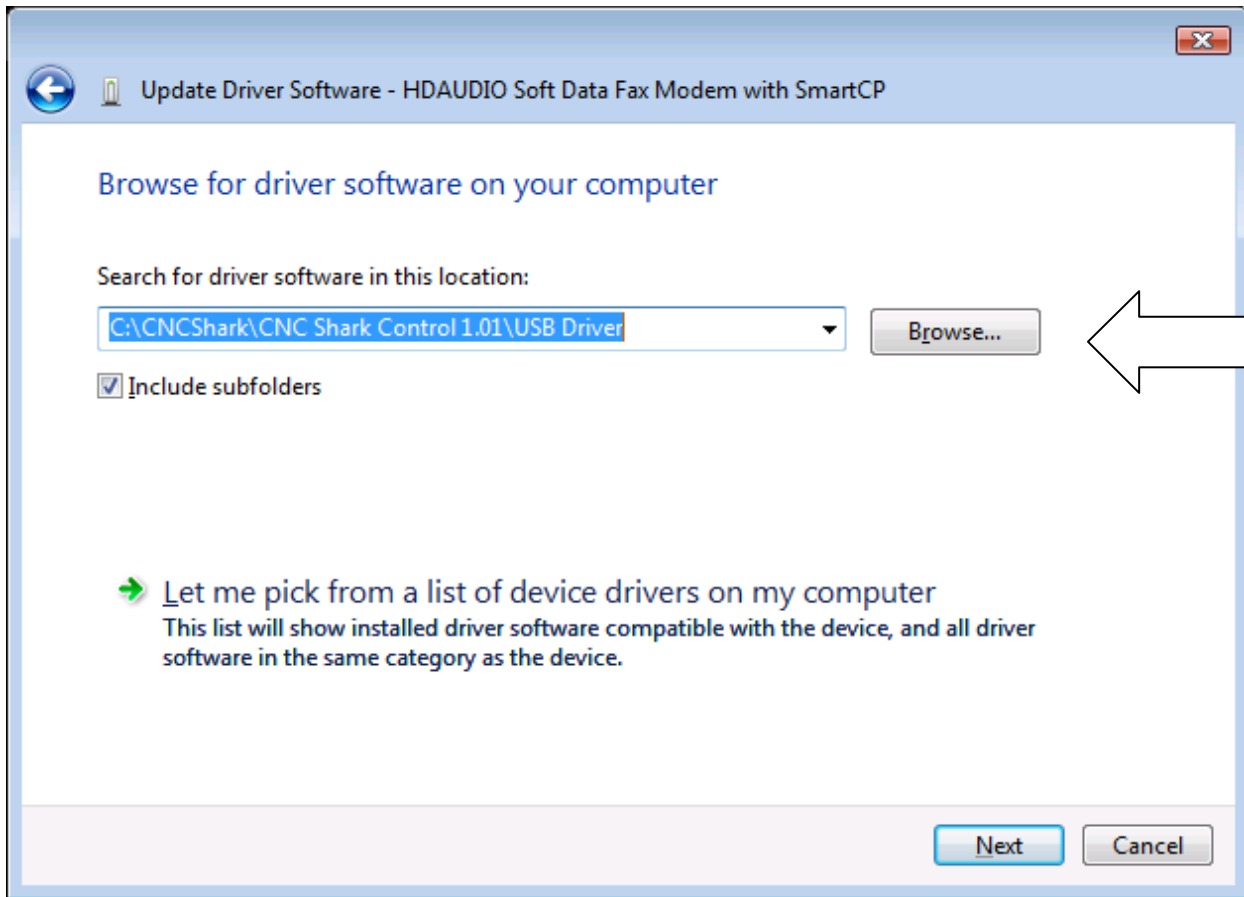 Update Driver Software - HDAUDIO Soft Data Fax Modem with SmartCP
Browse for driver software on your computer
Search for driver software in this location:
C:\CNCShark\CNC Shark Control 1.01\USB Driver
Browse...
Include subfolders
Let me pick from a list of device drivers on my computer
This list will show installed driver software compatible with the device, and all driver
software in the same category as the device.
Next
Cancel